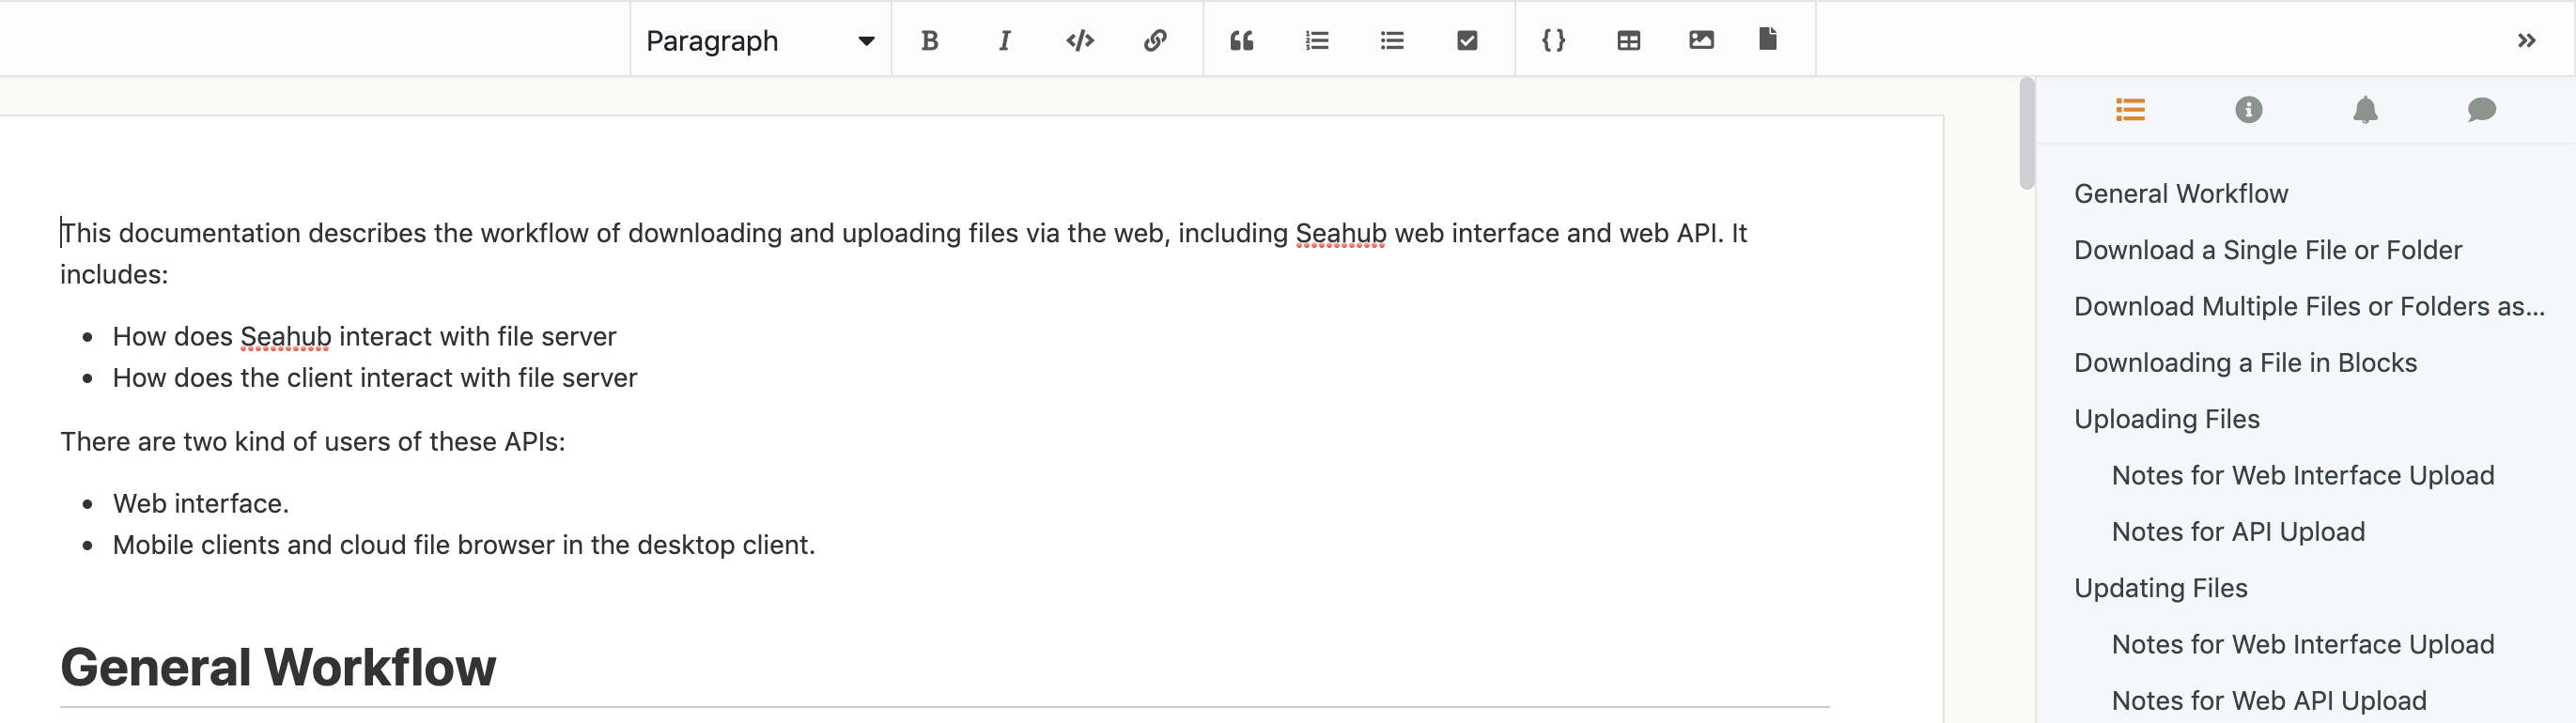 Paragraph
This documentation describes the workflow of downloading and uploading files via the web, including Seahub web interface and web API. It
includes:
How does Seahub interact with file server
How does the client interact with file server
There are two kind of users of these APIs:
Web interface.
Mobile clients and cloud file browser in the desktop client.
General Workflow
General Workflow
Download a Single File or Folder
Download Multiple Files or Folders as...
Downloading a File in Blocks
Uploading Files
Notes for Web Interface Upload
Notes for API Upload
Updating Files
Notes for Web Interface Upload
Notes for Web API Upload